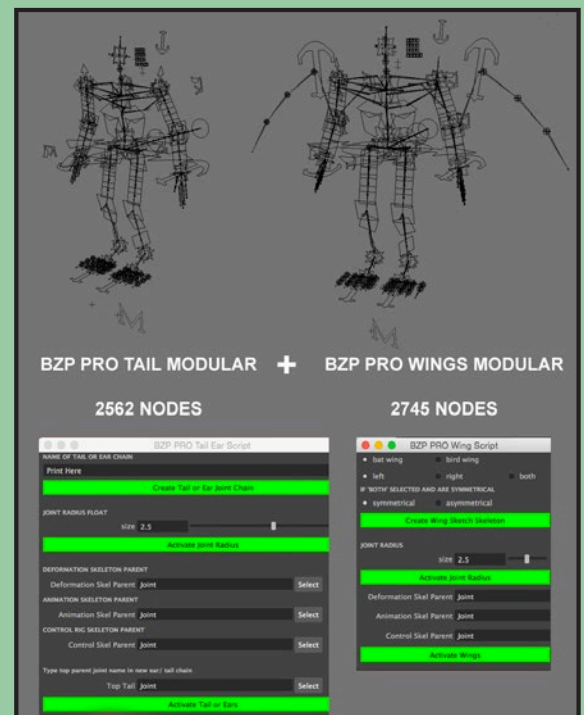 BZP PRO TAIL MODULAR + BZP PRO WINGS MODULAR
2562 NODES
2745 NODES
BZP PRO Tail Ear Script
NAME OF TAIL OR EAR CHAIN
Print Here
Create Tail or Ear Joint Chain
JOINT RADIUS FLOAT
size 2.5
Activate Joint Radius
DEFORMATION SKELETON PARENT
Deformation Skel Parent Joint Select
ANIMATION SKELETON PARENT
Animation Skel Parent Joint Select
CONTROL RIG SKELETON PARENT
Control Skel Parent Joint Select
Type top parent joint name in new ear/ tail chain
Top Tail Joint Select
Activate Tail or Ears
BZP PRO Wing Script
bat wing bird wing
left right both
IF 'BOTH' SELECTED AND ARE SYMMETRICAL
symmetrical asymmetrical
Create Wing Sketch Skeleton
JOINT RADIUS
size 2.5
Activate Joint Radius
Deformation Skel Parent Joint
Animation Skel Parent Joint
Control Skel Parent Joint
Activate Wings